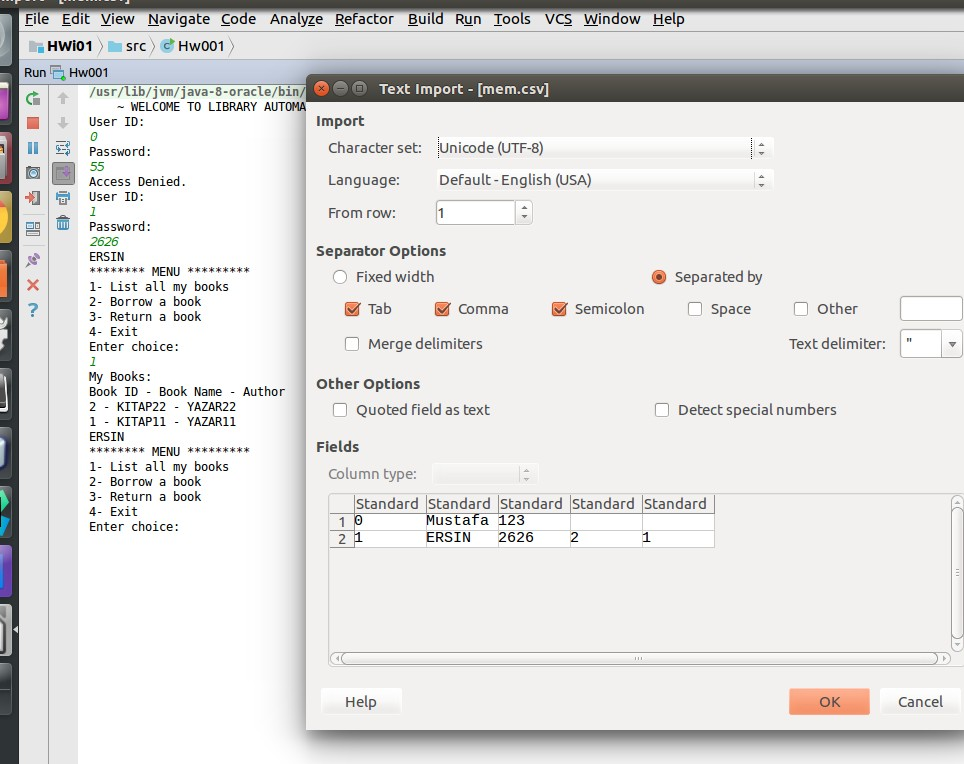 File Edit View Navigate Code Analyze Refactor Build Run Tools VCS Window Help
HWi01 src Hw001
Run Hw001
/usr/lib/jvm/java-8-oracle/bin/
~ WELCOME TO LIBRARY AUTOMA
User ID:
0
Password:
55
Access Denied.
User ID:
1
Password:
2626
ERSIN
******** MENU *********
1- List all my books
2- Borrow a book
3- Return a book
4- Exit
Enter choice:
1
My Books:
Book ID - Book Name - Author
2 - KITAP22 - YAZAR22
1 - KITAP11 - YAZAR11
ERSIN
******** MENU *********
1- List all my books
2- Borrow a book
3- Return a book
4- Exit
Enter choice:
Text Import - [mem.csv]
Import
Character set: Unicode (UTF-8)
Language: Default - English (USA)
From row: 1
Separator Options
Fixed width Separated by
Tab Comma Semicolon Space Other
Merge delimiters Text delimiter: "
Other Options
Quoted field as text Detect special numbers
Fields
Column type:
Standard Standard Standard Standard Standard
1 0 Mustafa 123
2 1 ERSIN 2626 2 1
Help OK Cancel